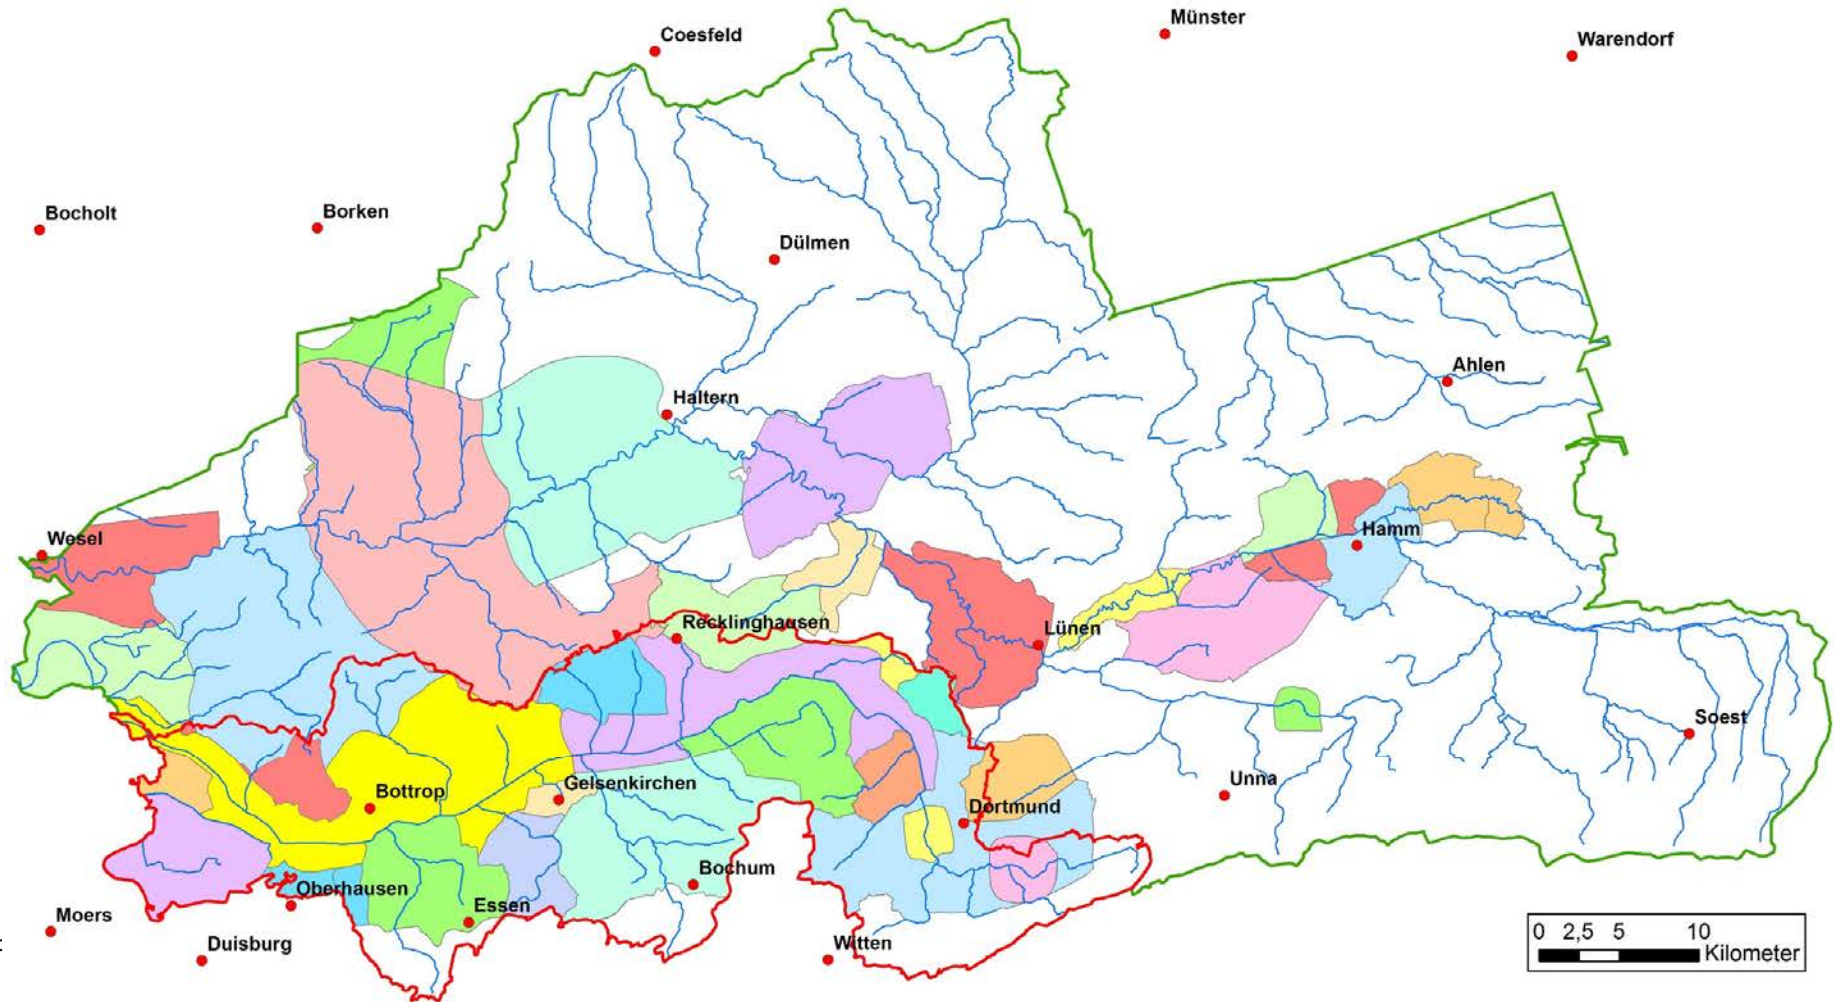 Münster
Coesfeld
Warendorf
Bocholt
Borken
Dülmen
Ahlen
Haltern
Hamm
Wesel
Recklinghausen
Lünen
Soest
Unna
Gelsenkirchen
Bottrop
Dortmund
Bochum
Oberhausen
Essen
Moers
Duisburg
Witten
0 2,5 5 10
Kilometer